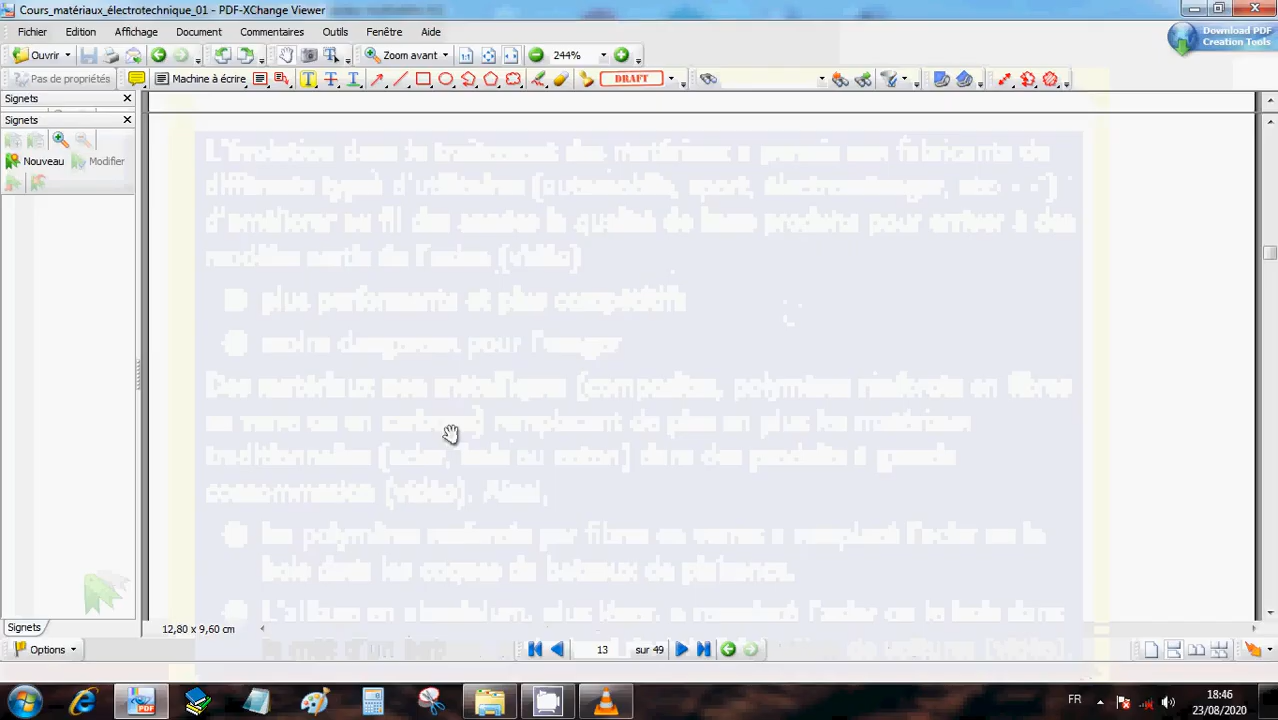 Cours_matériaux_électrotechnique_01 - PDF-XChange Viewer
Fichier Edition Affichage Document Commentaires Outils Fenêtre Aide
Ouvrir Zoom avant 244% Download PDF Creation Tools
Pas de propriétés Machine à écrire DRAFT
Signets
Signets
Nouveau Modifier
L'évolution dans le traitement des matériaux a permis aux fabricants de
différents types d'utilisation (automobile, sport, électroménager, etc ...)
d'améliorer au fil des années la qualité de leurs produits pour arriver à des
modèles sortis de l'usine (vidéo)
plus performants et plus compétitifs
moins dangereux pour l'usager
Des matériaux non métalliques (composites, polymères renforcés en fibres
en verre ou en carbone) remplacent de plus en plus les matériaux
traditionnels (acier, bois ou coton) dans des produits à grande
consommation (vidéo). Ainsi,
les polymères renforcés par fibres en verres a remplacé l'acier ou le
bois dans les coques de bateaux de plaisance.
L'alliage en aluminium, plus léger, a remplacé l'acier ou le bois dans
le mât d'un
Signets 12,80 x 9,60 cm
Options 13 sur 49
FR 18:46
23/08/2020